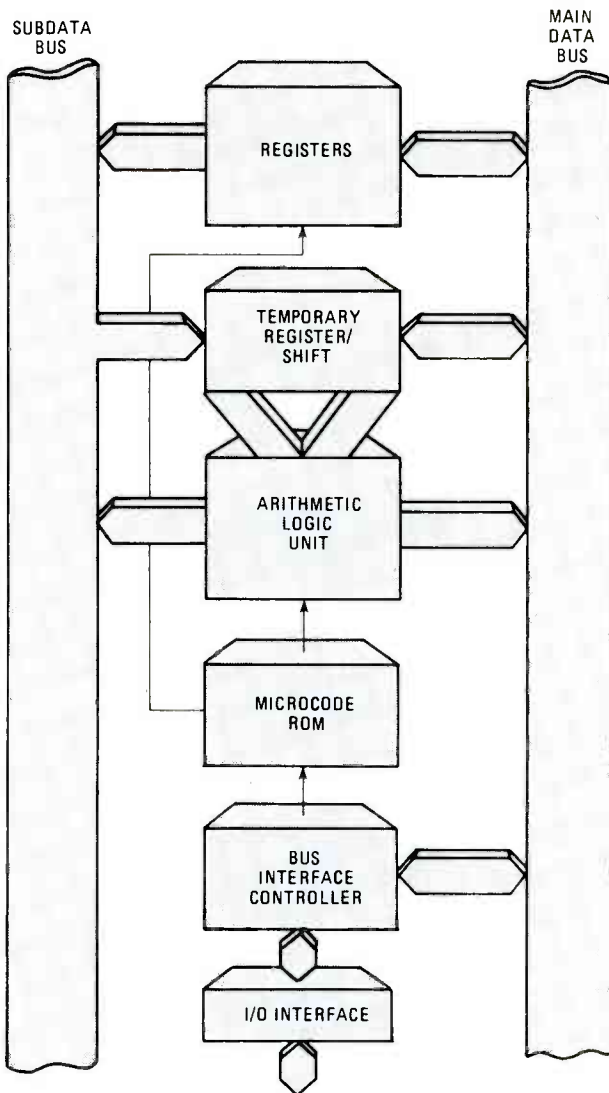 SUBDATA
BUS
MAIN
DATA
BUS
REGISTERS
TEMPORARY
REGISTER/
SHIFT
ARITHMETIC
LOGIC
UNIT
MICROCODE
ROM
BUS
INTERFACE
CONTROLLER
I/O INTERFACE